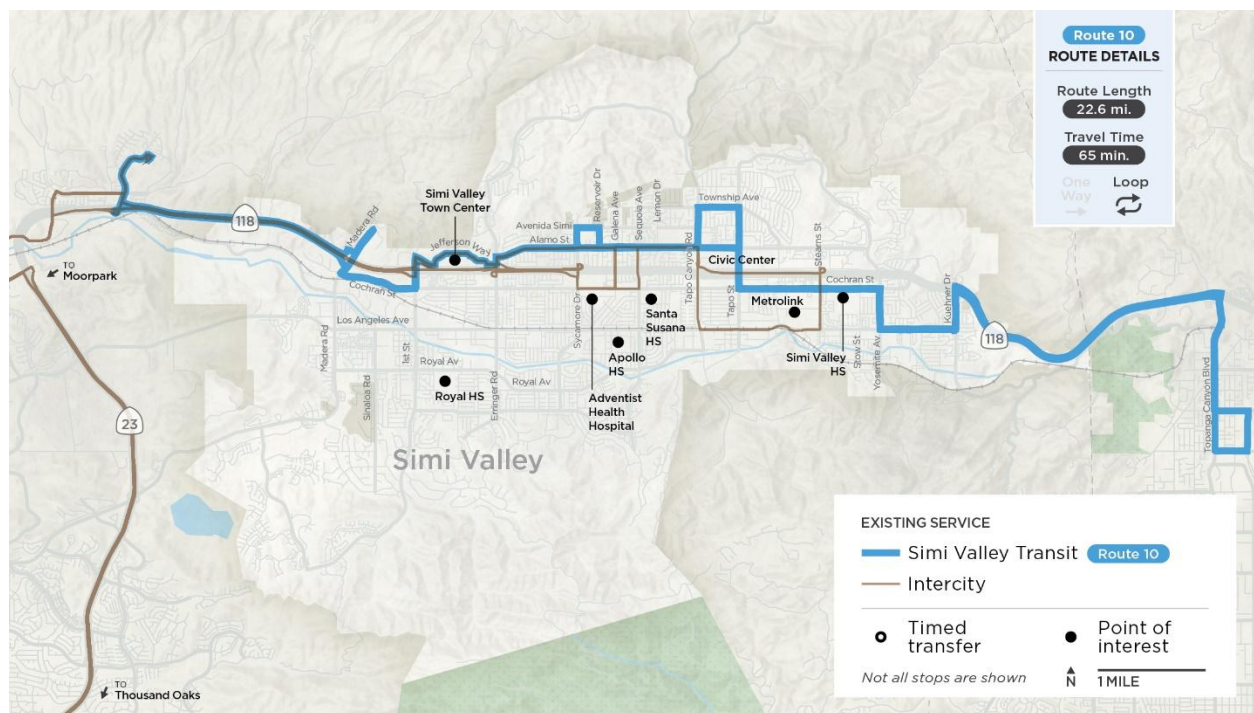 Route 10
ROUTE DETAILS
Route Length
22.6 mi.
Travel Time
65 min.
One
Way
Loop
Simi Valley
Town Center
Reservoir Dr
Galena Ave
Sequoia Ave
Lemon Dr
Township Ave
118
Madera Rd
Avenida Simi
Alamo St
Jefferson Way
Tapo Canyon Rd
Stearns St
Civic Center
TO
Moorpark
Cochran St
Cochran St
Kuehner Dr
Metrolink
Tapo St
Los Angeles Ave
Sycamore Dr
Santa
Susana
HS
118
Madera Rd
1st St
Royal Av
Apollo
HS
Simi Valley
HS
Stow St
Yosemite Av
Topanga Canyon Blvd
Sinaloa Rd
Royal HS
Erringer Rd
Royal Av
Adventist
Health
Hospital
23
Simi Valley
EXISTING SERVICE
Simi Valley Transit Route 10
Intercity
Timed
transfer
Point of
interest
Not all stops are shown
N
1 MILE
TO
Thousand Oaks